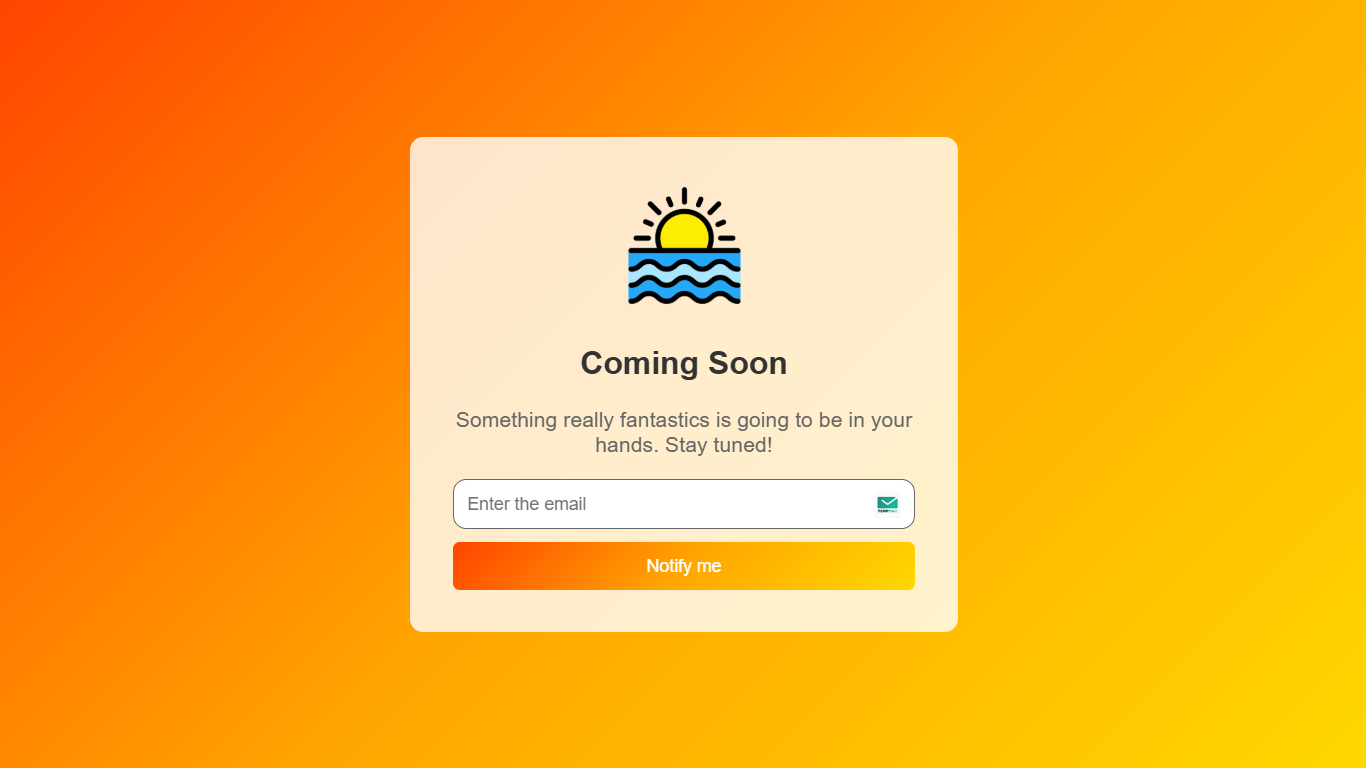 Coming Soon
Something really fantastics is going to be in your
hands. Stay tuned!
Enter the email
Notify me